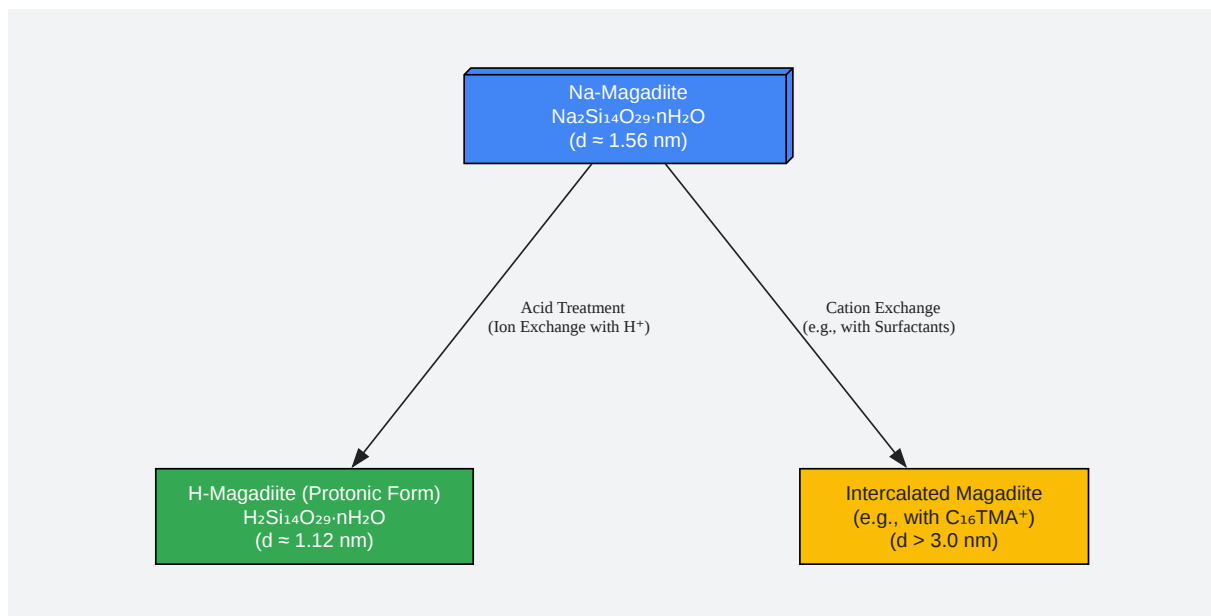 Na-Magadiite
Na₂Si₁₄O₂₉·nH₂O
(d ≈ 1.56 nm)
Acid Treatment
(Ion Exchange with H⁺)
Cation Exchange
(e.g., with Surfactants)
H-Magadiite (Protonic Form)
H₂Si₁₄O₂₉·nH₂O
(d ≈ 1.12 nm)
Intercalated Magadiite
(e.g., with C₁₆TMA⁺)
(d > 3.0 nm)